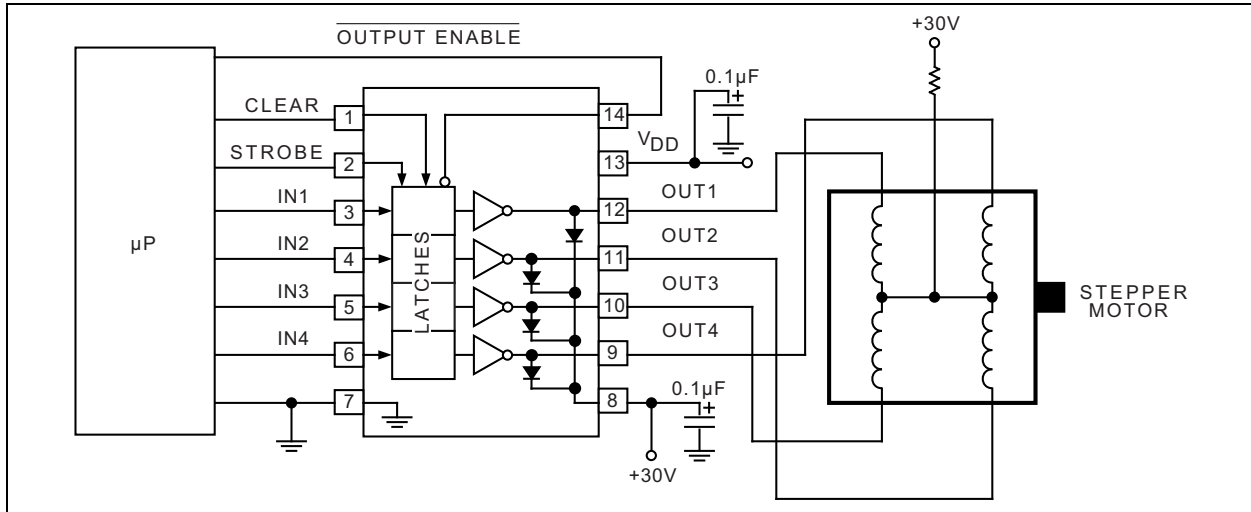 OUTPUT ENABLE
+30V
0.1µF
+
CLEAR
1
14
VDD
STROBE
2
13
IN1
3
12
OUT1
µP
IN2
4
LATCHES
11
OUT2
IN3
5
10
OUT3
STEPPER
MOTOR
IN4
6
9
OUT4
7
8
0.1µF
+
+30V